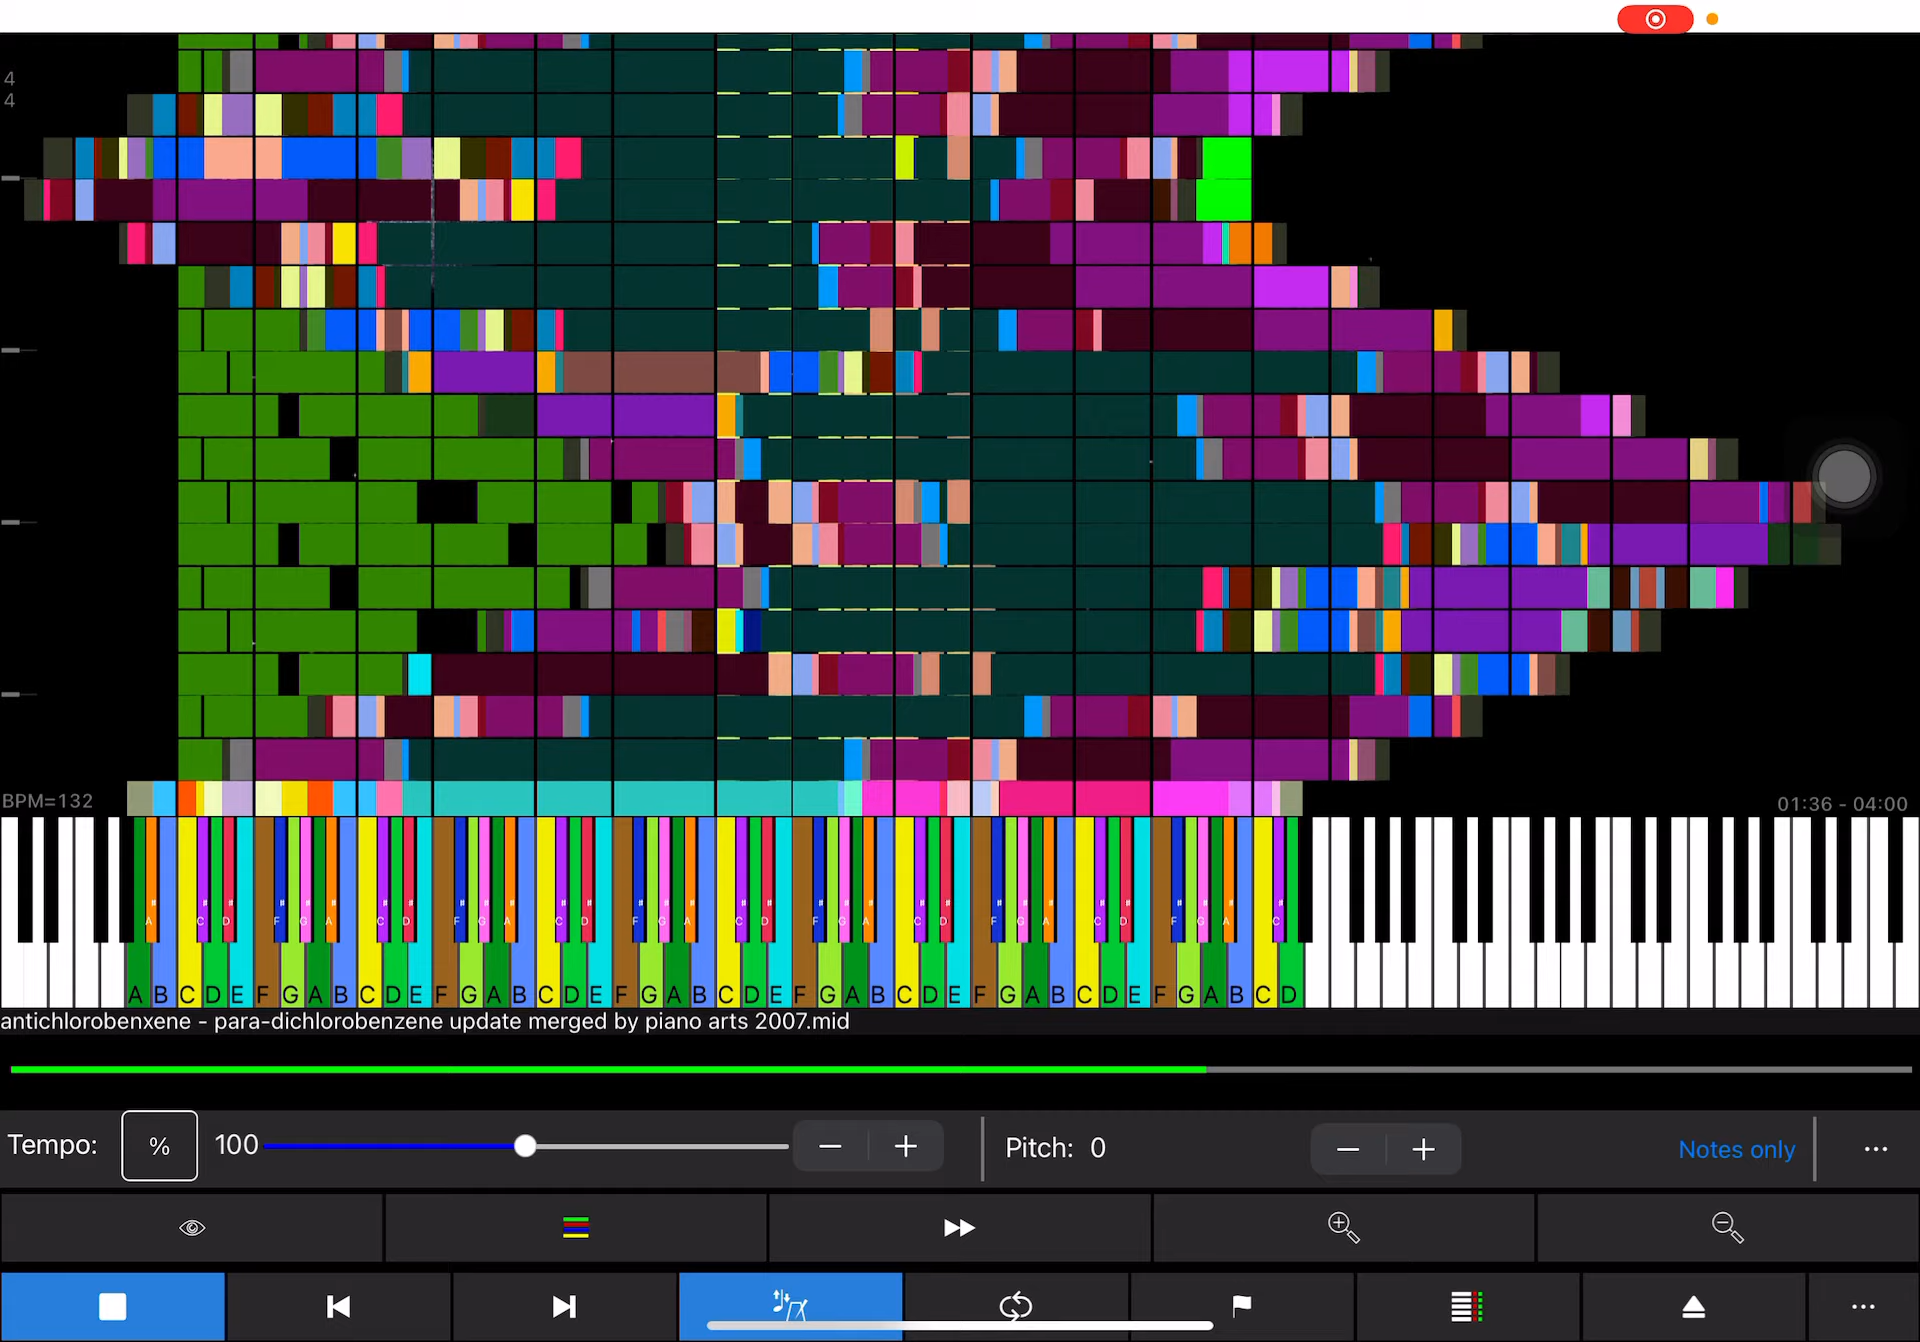 4
4
BPM=132
01:36 - 04:00
A C D F G A C D F G A C D F G A C D F G A C D F G A C D F G A C
A B C D E F G A B C D E F G A B C D E F G A B C D E F G A B C D E F G A B C D E F G A B C D
antichlorobenxene - para-dichlorobenzene update merged by piano arts 2007.mid
Tempo: % 100 − + Pitch: 0 − + Notes only ...
...